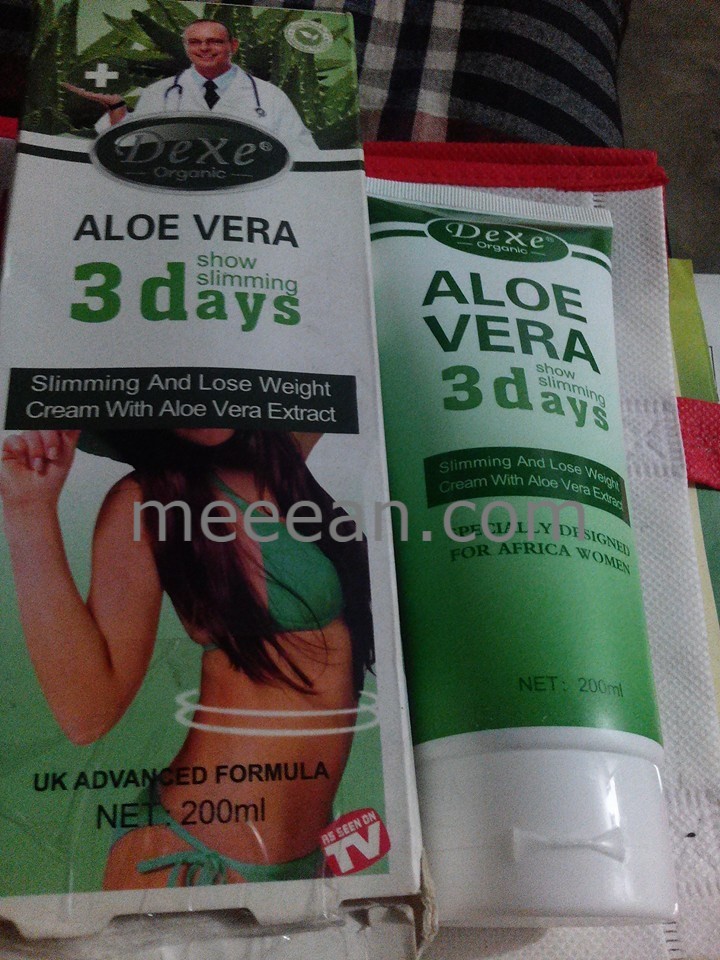 DeXe®
Organic
ALOE VERA
show
slimming
3 days
Slimming And Lose Weight
Cream With Aloe Vera Extract
UK ADVANCED FORMULA
NET: 200ml
AS SEEN ON
TV
DeXe®
Organic
ALOE
VERA
show
slimming
3 days
Slimming And Lose Weight
Cream With Aloe Vera Extract
SPECIALLY DESIGNED
FOR AFRICA WOMEN
NET: 200ml
meeean.com